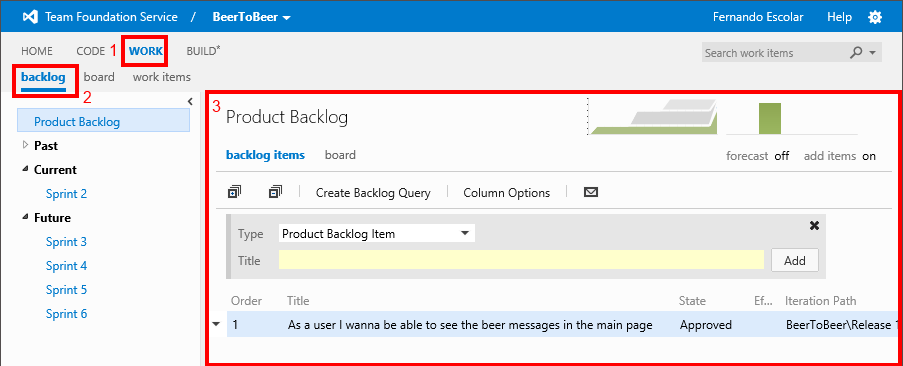 Team Foundation Service / BeerToBeer Fernando Escolar Help
HOME CODE 1 WORK BUILD* Search work items
backlog board work items
2
3
Product Backlog
Past
Current
Sprint 2
Future
Sprint 3
Sprint 4
Sprint 5
Sprint 6
Product Backlog
backlog items board forecast off add items on
Create Backlog Query Column Options
Type Product Backlog Item
Title Add
Order Title State Ef... Iteration Path
1 As a user I wanna be able to see the beer messages in the main page Approved BeerToBeer\Release 1